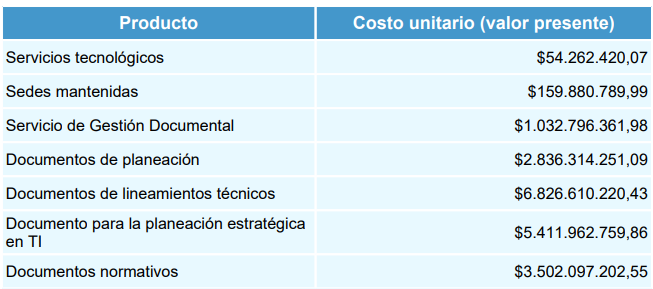 Producto Costo unitario (valor presente)
Servicios tecnológicos $54.262.420,07
Sedes mantenidas $159.880.789,99
Servicio de Gestión Documental $1.032.796.361,98
Documentos de planeación $2.836.314.251,09
Documentos de lineamientos técnicos $6.826.610.220,43
Documento para la planeación estratégica
en TI $5.411.962.759,86
Documentos normativos $3.502.097.202,55